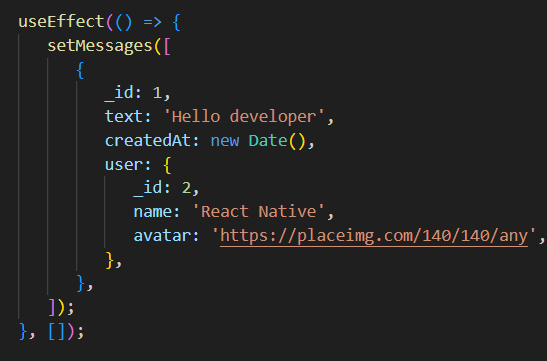 useEffect(() => {
setMessages([
{
_id: 1,
text: 'Hello developer',
createdAt: new Date(),
user: {
_id: 2,
name: 'React Native',
avatar: 'https://placeimg.com/140/140/any',
},
},
]);
}, []);